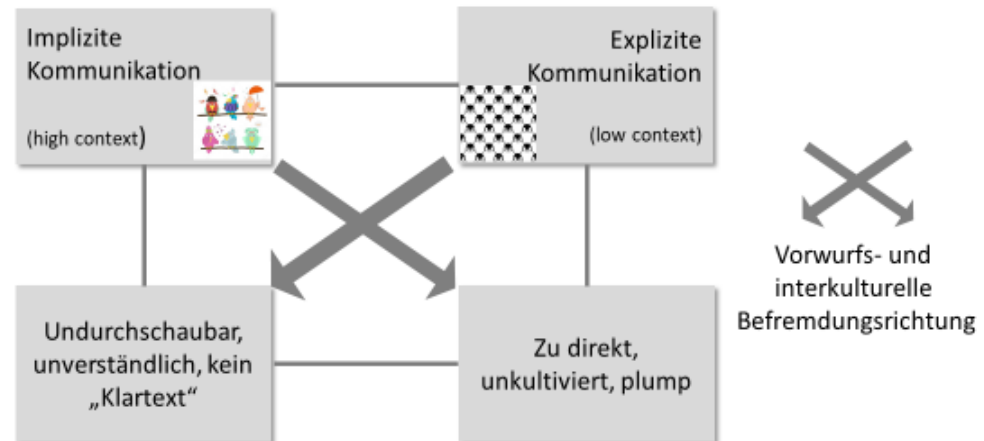 Implizite
Kommunikation
(high context)
Explizite
Kommunikation
(low context)
Undurchschaubar,
unverständlich, kein
„Klartext“
Zu direkt,
unkultiviert, plump
Vorwurfs- und
interkulturelle
Befremdungsrichtung